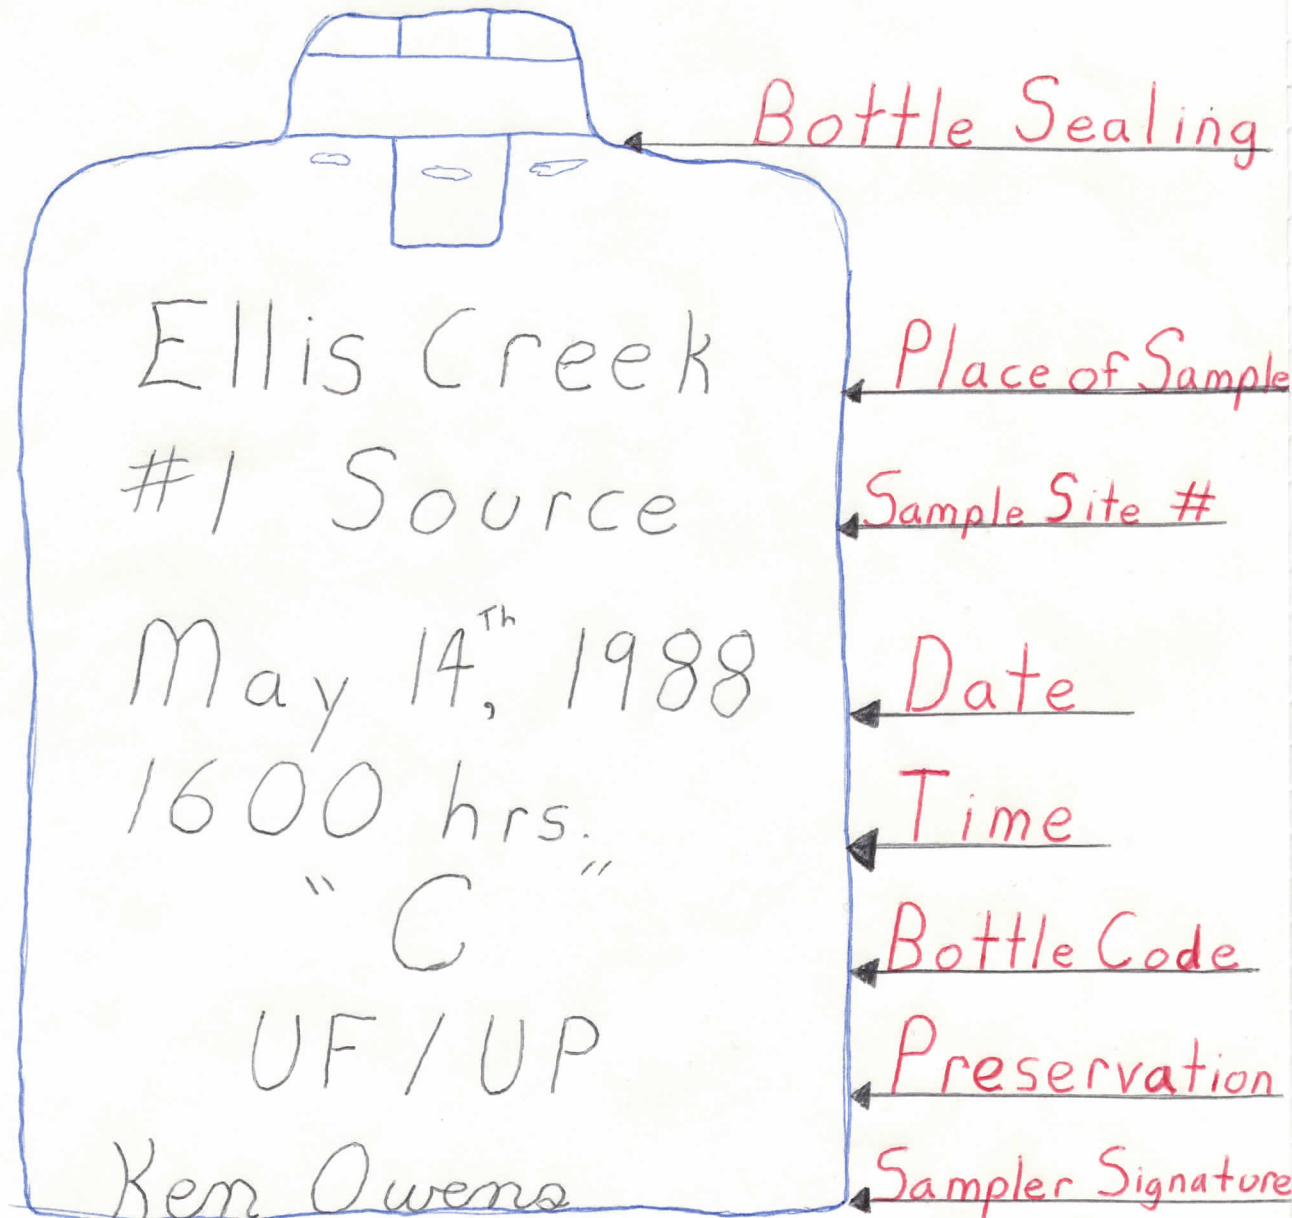 Bottle Sealing
Ellis Creek
Place of Sample
#1 Source
Sample Site #
May 14Th, 1988
Date
1600 hrs.
Time
"C"
Bottle Code
UF/UP
Preservation
Ken Owens
Sampler Signature